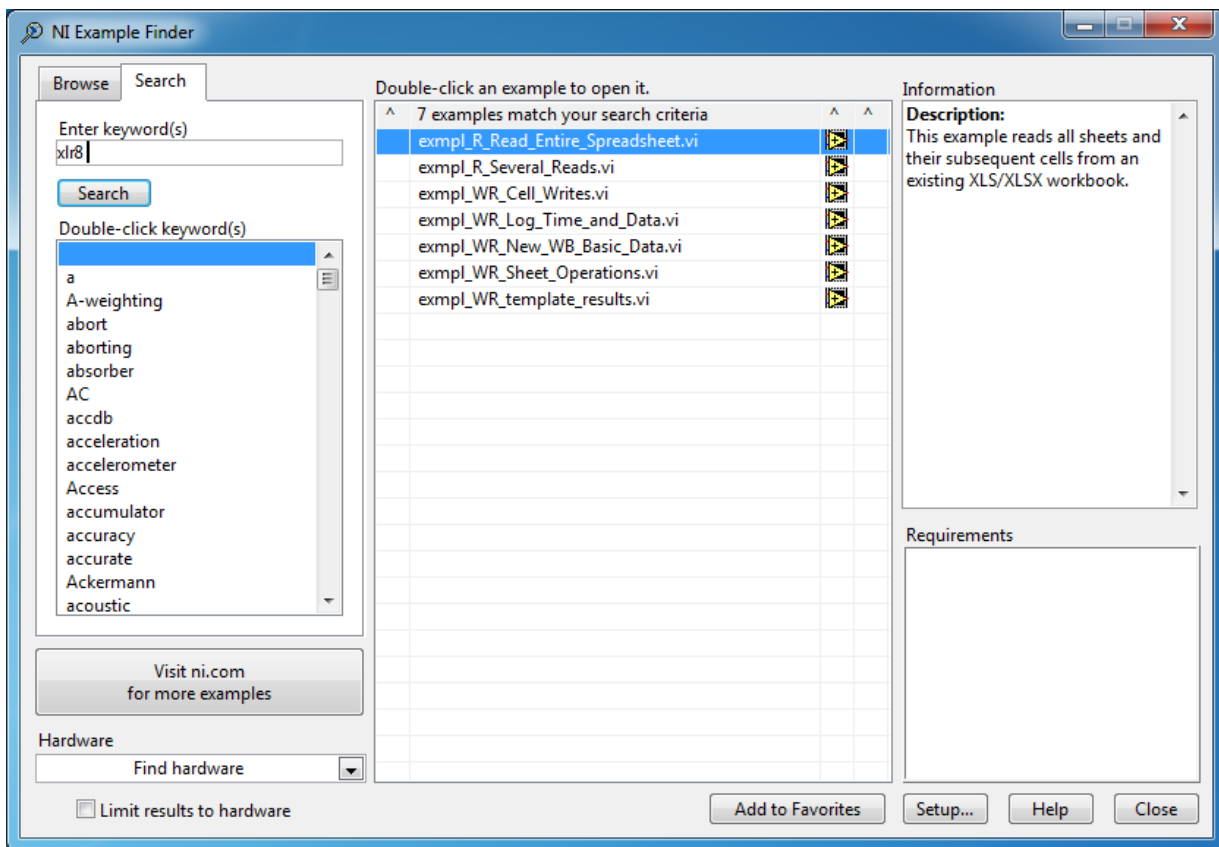 NI Example Finder
Browse
Search
Enter keyword(s)
xlr8
Search
Double-click keyword(s)
a
A-weighting
abort
aborting
absorber
AC
accdb
acceleration
accelerometer
Access
accumulator
accuracy
accurate
Ackermann
acoustic
Visit ni.com
for more examples
Hardware
Find hardware
Limit results to hardware
Double-click an example to open it.
^ 7 examples match your search criteria ^ ^
exmpl_R_Read_Entire_Spreadsheet.vi
exmpl_R_Several_Reads.vi
exmpl_WR_Cell_Writes.vi
exmpl_WR_Log_Time_and_Data.vi
exmpl_WR_New_WB_Basic_Data.vi
exmpl_WR_Sheet_Operations.vi
exmpl_WR_template_results.vi
Information
Description:
This example reads all sheets and
their subsequent cells from an
existing XLS/XLSX workbook.
Requirements
Add to Favorites
Setup...
Help
Close